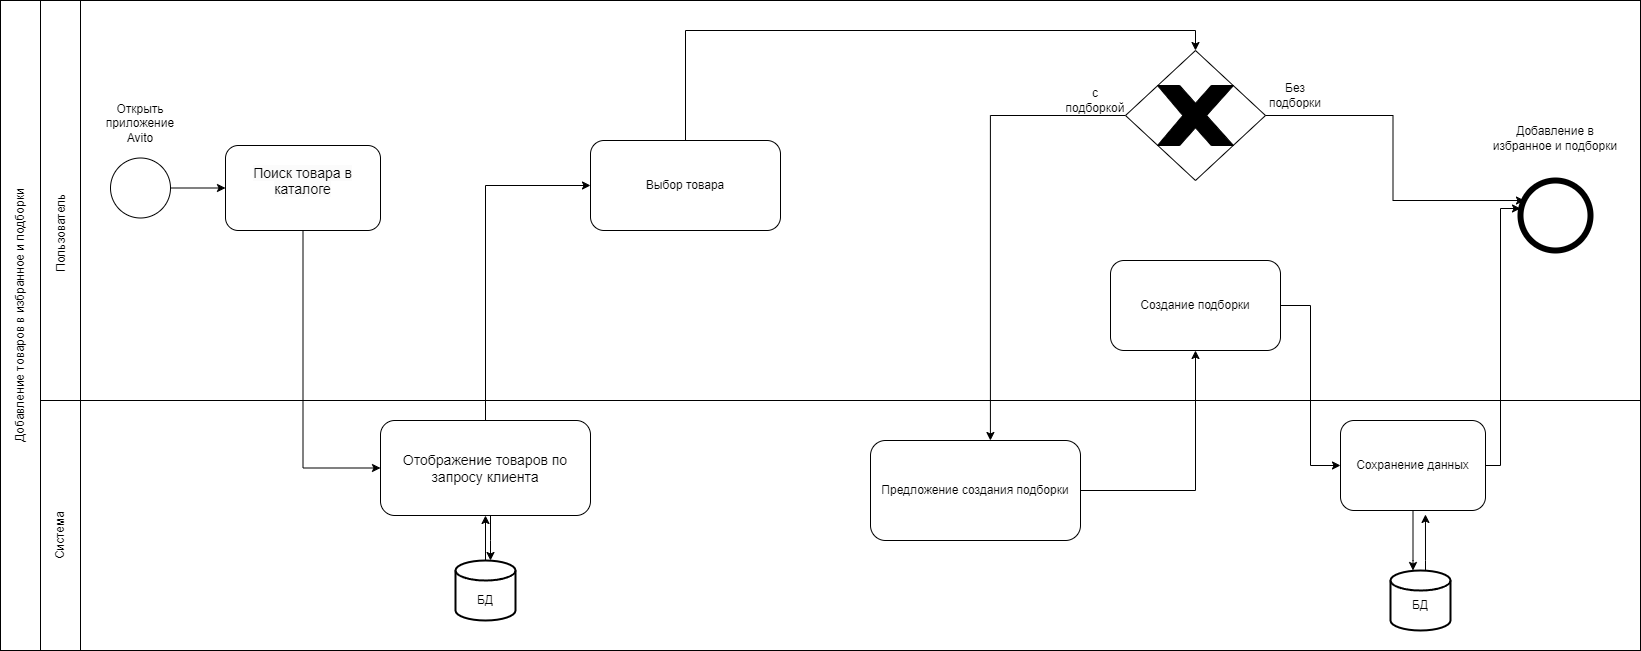 Добавление товаров в избранное и подборки
Пользователь
Открыть
приложение
Avito
Поиск товара в
каталоге
Выбор товара
с
подборкой
Без
подборки
Добавление в
избранное и подборки
Создание подборки
Система
Отображение товаров по
запросу клиента
БД
Предложение создания подборки
Сохранение данных
БД